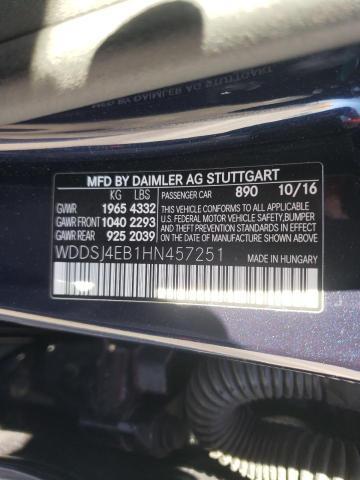 MFD BY DAIMLER AG STUTTGART
KG LBS
GVWR 1965 4332
GAWR FRONT 1040 2293
GAWR REAR 925 2039
PASSENGER CAR 890 10/16
THIS VEHICLE CONFORMS TO ALL APPLICABLE
U.S. FEDERAL MOTOR VEHICLE SAFETY, BUMPER,
AND THEFT PREVENTION STANDARDS IN EFFECT
ON THE DATE OF MANUFACTURE SHOWN ABOVE.
WDDSJ4EB1HN457251
MADE IN HUNGARY